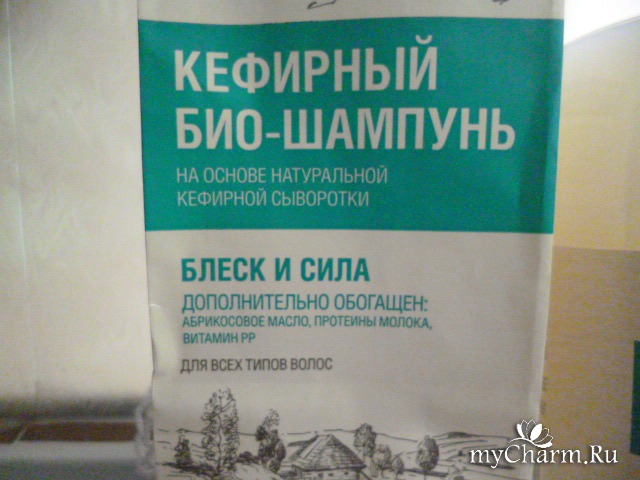 КЕФИРНЫЙ
БИО-ШАМПУНЬ
НА ОСНОВЕ НАТУРАЛЬНОЙ
КЕФИРНОЙ СЫВОРОТКИ
БЛЕСК И СИЛА
ДОПОЛНИТЕЛЬНО ОБОГАЩЕН:
АБРИКОСОВОЕ МАСЛО, ПРОТЕИНЫ МОЛОКА,
ВИТАМИН РР
ДЛЯ ВСЕХ ТИПОВ ВОЛОС
myCharm.Ru